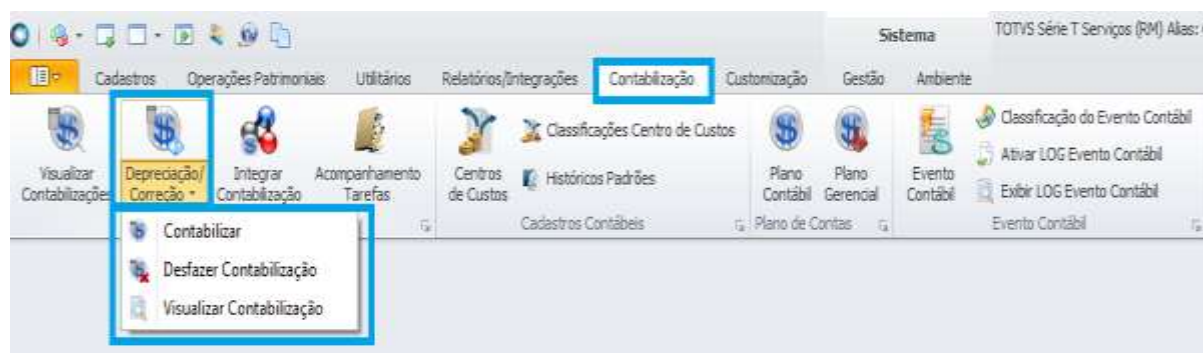 Sistema
TOTVS Série T Serviços (RM) Alias:
Cadastros Operações Patrimoniais Utilitários Relatórios/Integrações Contabilização Customização Gestão Ambiente
Visualizar Contabilizações
Depreciação/ Correção
Integrar Contabilização
Acompanhamento Tarefas
Centros de Custos
Classificações Centro de Custos
Históricos Padrões
Plano Contábil
Plano Gerencial
Evento Contábil
Classificação do Evento Contábil
Ativar LOG Evento Contábil
Exibir LOG Evento Contábil
Cadastros Contábeis
Plano de Contas
Evento Contábil
Contabilizar
Desfazer Contabilização
Visualizar Contabilização